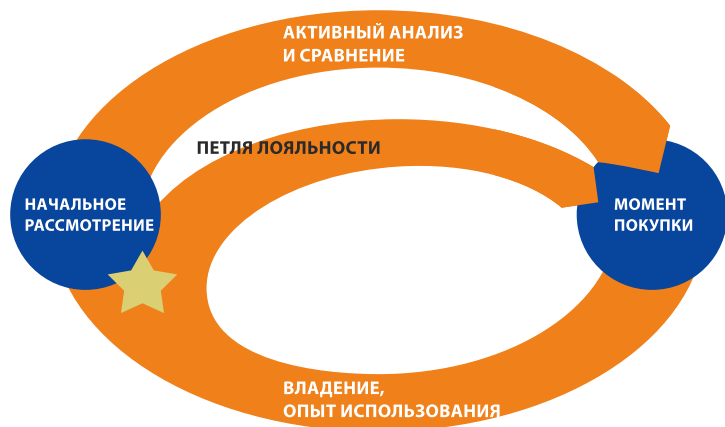 АКТИВНЫЙ АНАЛИЗ
И СРАВНЕНИЕ
ПЕТЛЯ ЛОЯЛЬНОСТИ
НАЧАЛЬНОЕ
РАССМОТРЕНИЕ
МОМЕНТ
ПОКУПКИ
ВЛАДЕНИЕ,
ОПЫТ ИСПОЛЬЗОВАНИЯ